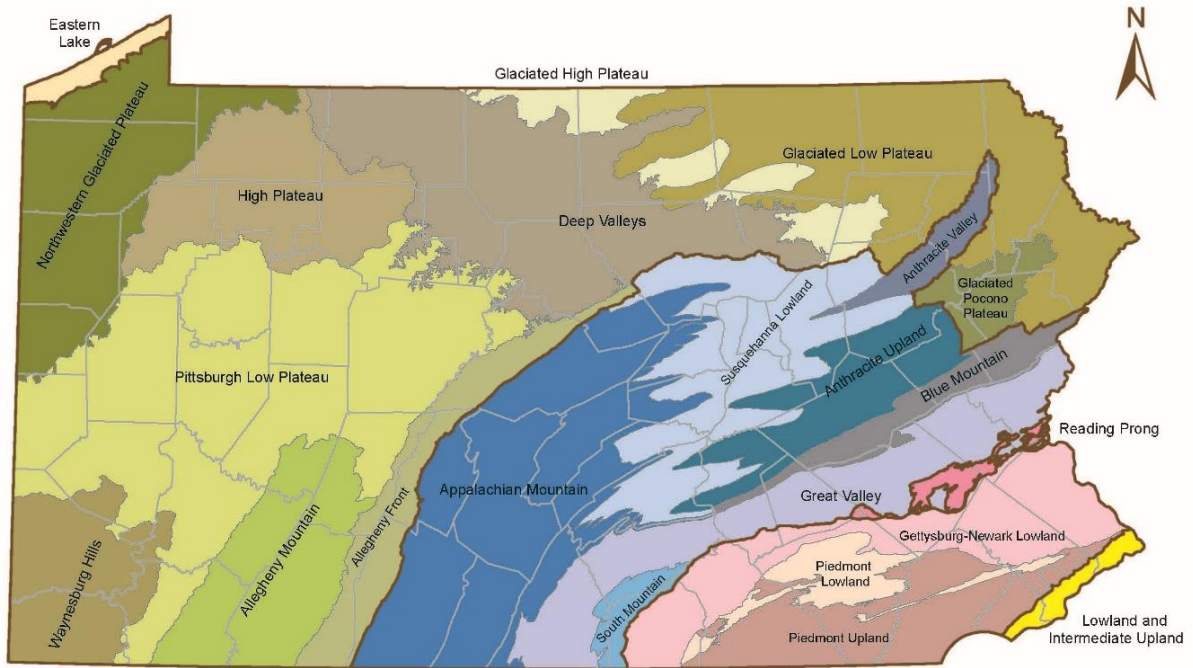 Eastern
Lake
N
Glaciated High Plateau
Northwestern Glaciated Plateau
High Plateau
Deep Valleys
Glaciated Low Plateau
Anthracite Valley
Glaciated
Pocono
Plateau
Susquehanna Lowland
Anthracite Upland
Blue Mountain
Pittsburgh Low Plateau
Reading Prong
Appalachian Mountain
Great Valley
Allegheny Front
Allegheny Mountain
Waynesburg Hills
Gettysburg-Newark Lowland
Piedmont
Lowland
South Mountain
Piedmont Upland
Lowland and
Intermediate Upland